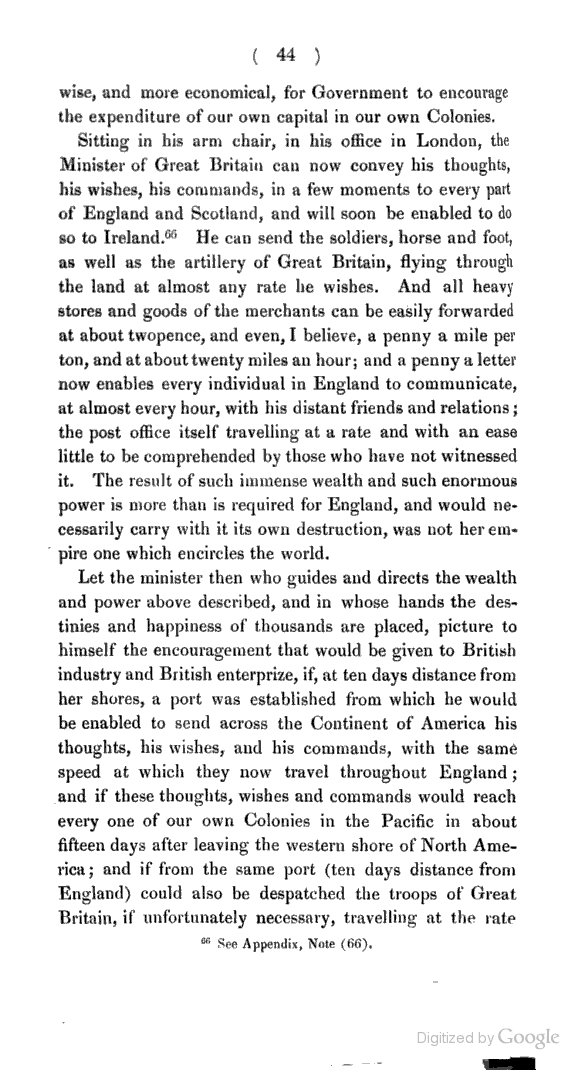 ( 44 )
wise, and more economical, for Government to encourage
the expenditure of our own capital in our own Colonies.
Sitting in his arm chair, in his office in London, the
Minister of Great Britain can now convey his thoughts,
his wishes, his commands, in a few moments to every part
of England and Scotland, and will soon be enabled to do
so to Ireland.⁶⁶ He can send the soldiers, horse and foot,
as well as the artillery of Great Britain, flying through
the land at almost any rate he wishes. And all heavy
stores and goods of the merchants can be easily forwarded
at about twopence, and even, I believe, a penny a mile per
ton, and at about twenty miles an hour; and a penny a letter
now enables every individual in England to communicate,
at almost every hour, with his distant friends and relations;
the post office itself travelling at a rate and with an ease
little to be comprehended by those who have not witnessed
it. The result of such immense wealth and such enormous
power is more than is required for England, and would ne-
cessarily carry with it its own destruction, was not her em-
pire one which encircles the world.
Let the minister then who guides and directs the wealth
and power above described, and in whose hands the des-
tinies and happiness of thousands are placed, picture to
himself the encouragement that would be given to British
industry and British enterprize, if, at ten days distance from
her shores, a port was established from which he would
be enabled to send across the Continent of America his
thoughts, his wishes, and his commands, with the same
speed at which they now travel throughout England;
and if these thoughts, wishes and commands would reach
every one of our own Colonies in the Pacific in about
fifteen days after leaving the western shore of North Ame-
rica; and if from the same port (ten days distance from
England) could also be despatched the troops of Great
Britain, if unfortunately necessary, travelling at the rate
⁶⁶ See Appendix, Note (66).
Digitized by Google